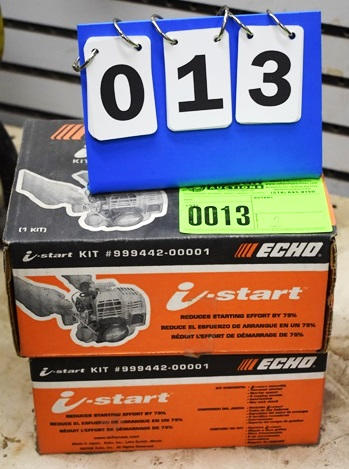 013
AUCTIONS
0013
KIT
(1 KIT)
i-start KIT #999442-00001 ECHO
i-start
REDUCES STARTING EFFORT BY 75%
REDUCE EL ESFUERZO DE ARRANQUE EN UN 75%
RÉDUIT L'EFFORT DE DÉMARRAGE DE 75%
i-start KIT #999442-00001 ECHO
i-start
REDUCES STARTING EFFORT BY 75%
REDUCE EL ESFUERZO DE ARRANQUE EN UN 75%
RÉDUIT L'EFFORT DE DÉMARRAGE DE 75%